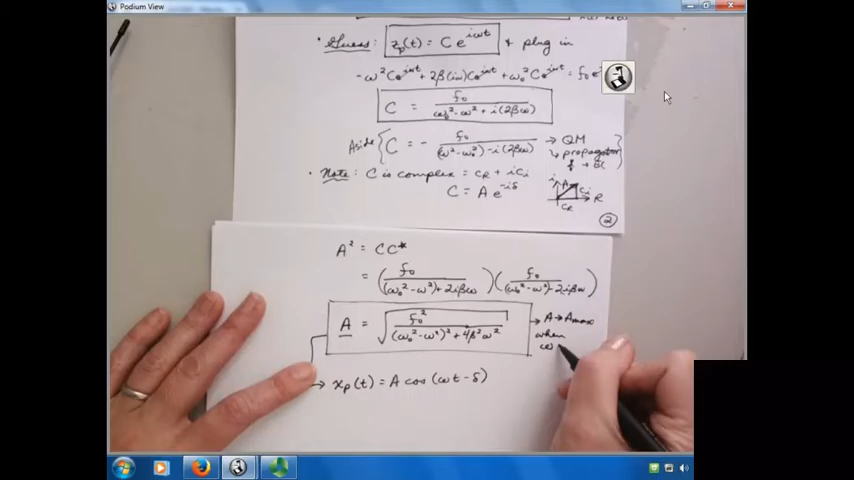 Podium View
• Guess: z_p(t) = C e^{iωt} & plug in
-ω²Ce^{iωt} + 2β(iω)Ce^{iωt} + ω₀²Ce^{iωt} = f₀e
C = f₀ / (ω₀² - ω² + i(2βω))
Aside { C = - f₀ / ((ω² - ω₀²) - i(2βω)) → QM
↳ propagator
• Note: C is complex = C_R + iC_i
C = A e^{-iδ}
i A C_i R
C_R
2
A² = CC*
= (f₀ / ((ω₀² - ω²) + 2iβω)) (f₀ / ((ω₀² - ω²) - 2iβω))
A = √(f₀² / ((ω₀² - ω²)² + 4β²ω²)) → A → A_max
when
ω
→ x_p(t) = A cos(ωt - δ)